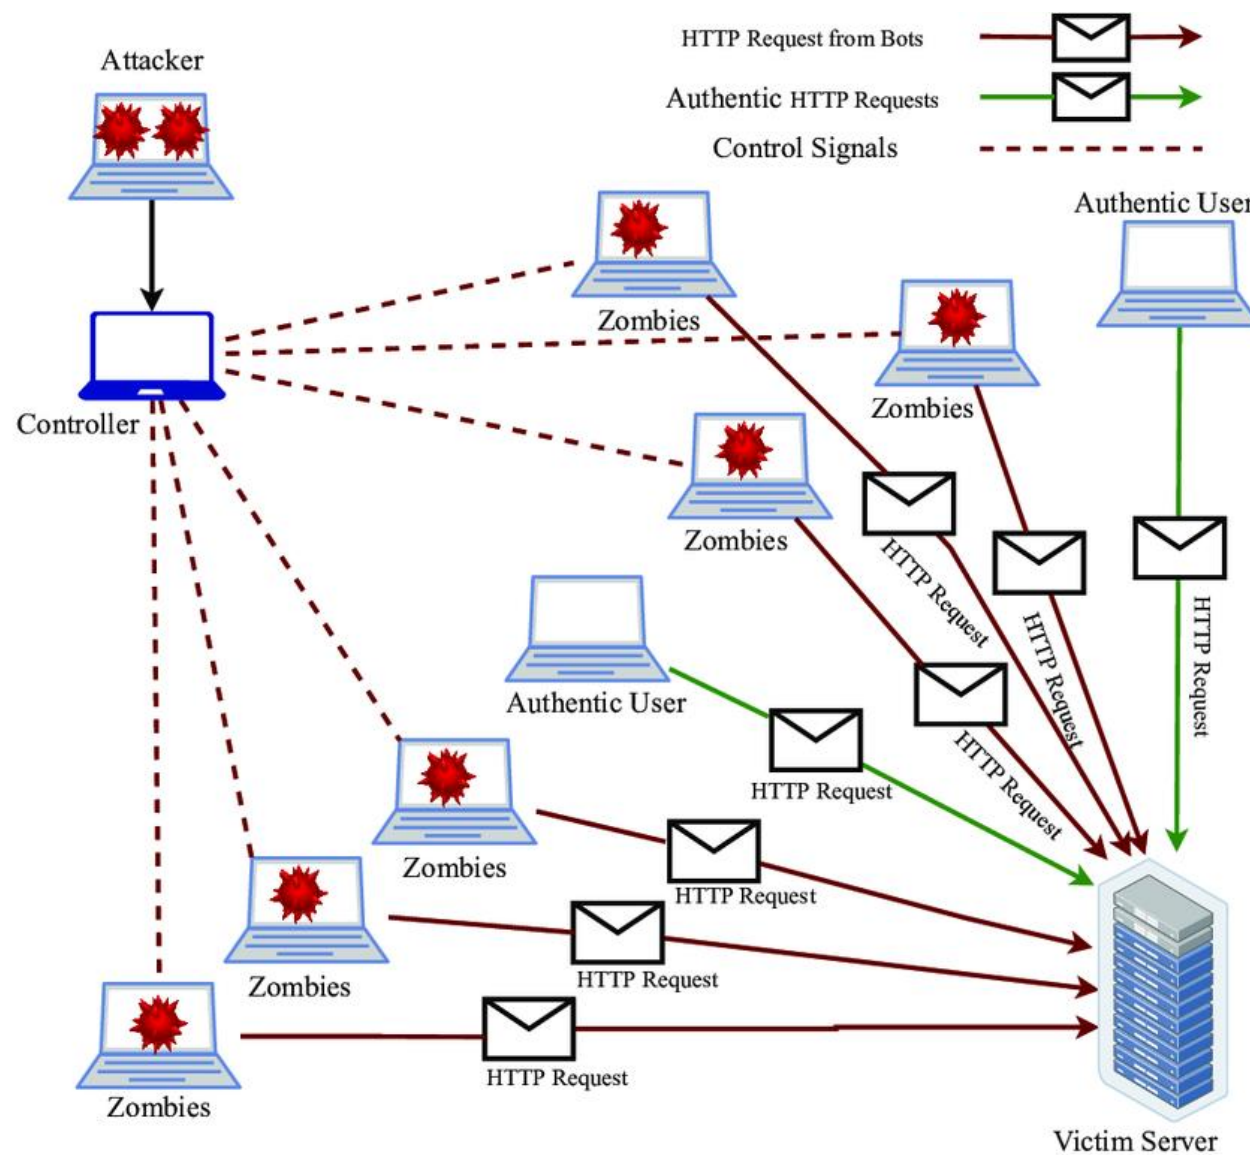 HTTP Request from Bots
Attacker
Authentic HTTP Requests
Control Signals
Authentic User
Zombies
Zombies
Controller
Zombies
HTTP Request
HTTP Request
HTTP Request
Authentic User
HTTP Request
HTTP Request
Zombies
HTTP Request
Zombies
HTTP Request
HTTP Request
Zombies
Victim Server